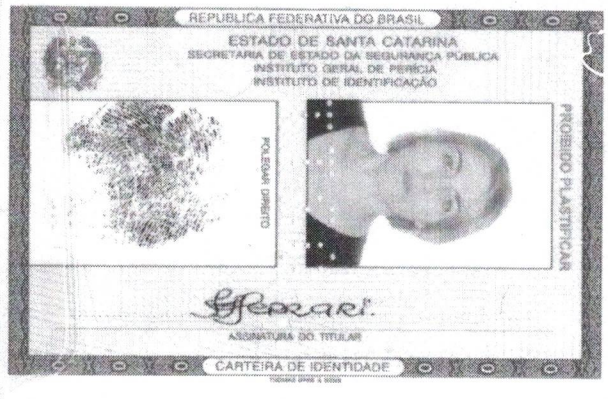 REPÚBLICA FEDERATIVA DO BRASIL
ESTADO DE SANTA CATARINA
SECRETARIA DE ESTADO DA SEGURANÇA PÚBLICA
INSTITUTO GERAL DE PERÍCIA
INSTITUTO DE IDENTIFICAÇÃO
POLEGAR DIREITO
PROIBIDO PLASTIFICAR
ASSINATURA DO TITULAR
CARTEIRA DE IDENTIDADE